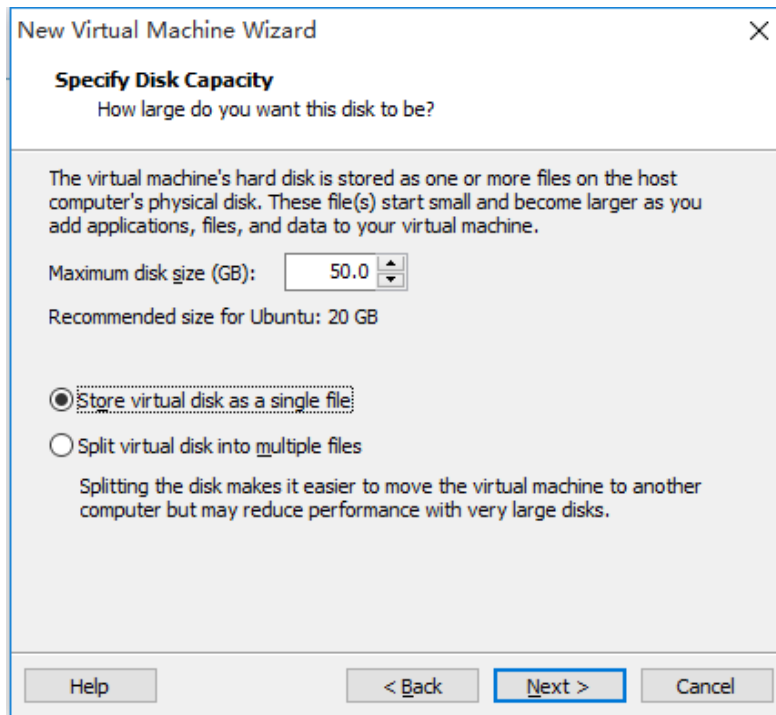 New Virtual Machine Wizard
Specify Disk Capacity
How large do you want this disk to be?
The virtual machine's hard disk is stored as one or more files on the host
computer's physical disk. These file(s) start small and become larger as you
add applications, files, and data to your virtual machine.
Maximum disk size (GB): 50.0
Recommended size for Ubuntu: 20 GB
Store virtual disk as a single file
Split virtual disk into multiple files
Splitting the disk makes it easier to move the virtual machine to another
computer but may reduce performance with very large disks.
Help < Back Next > Cancel